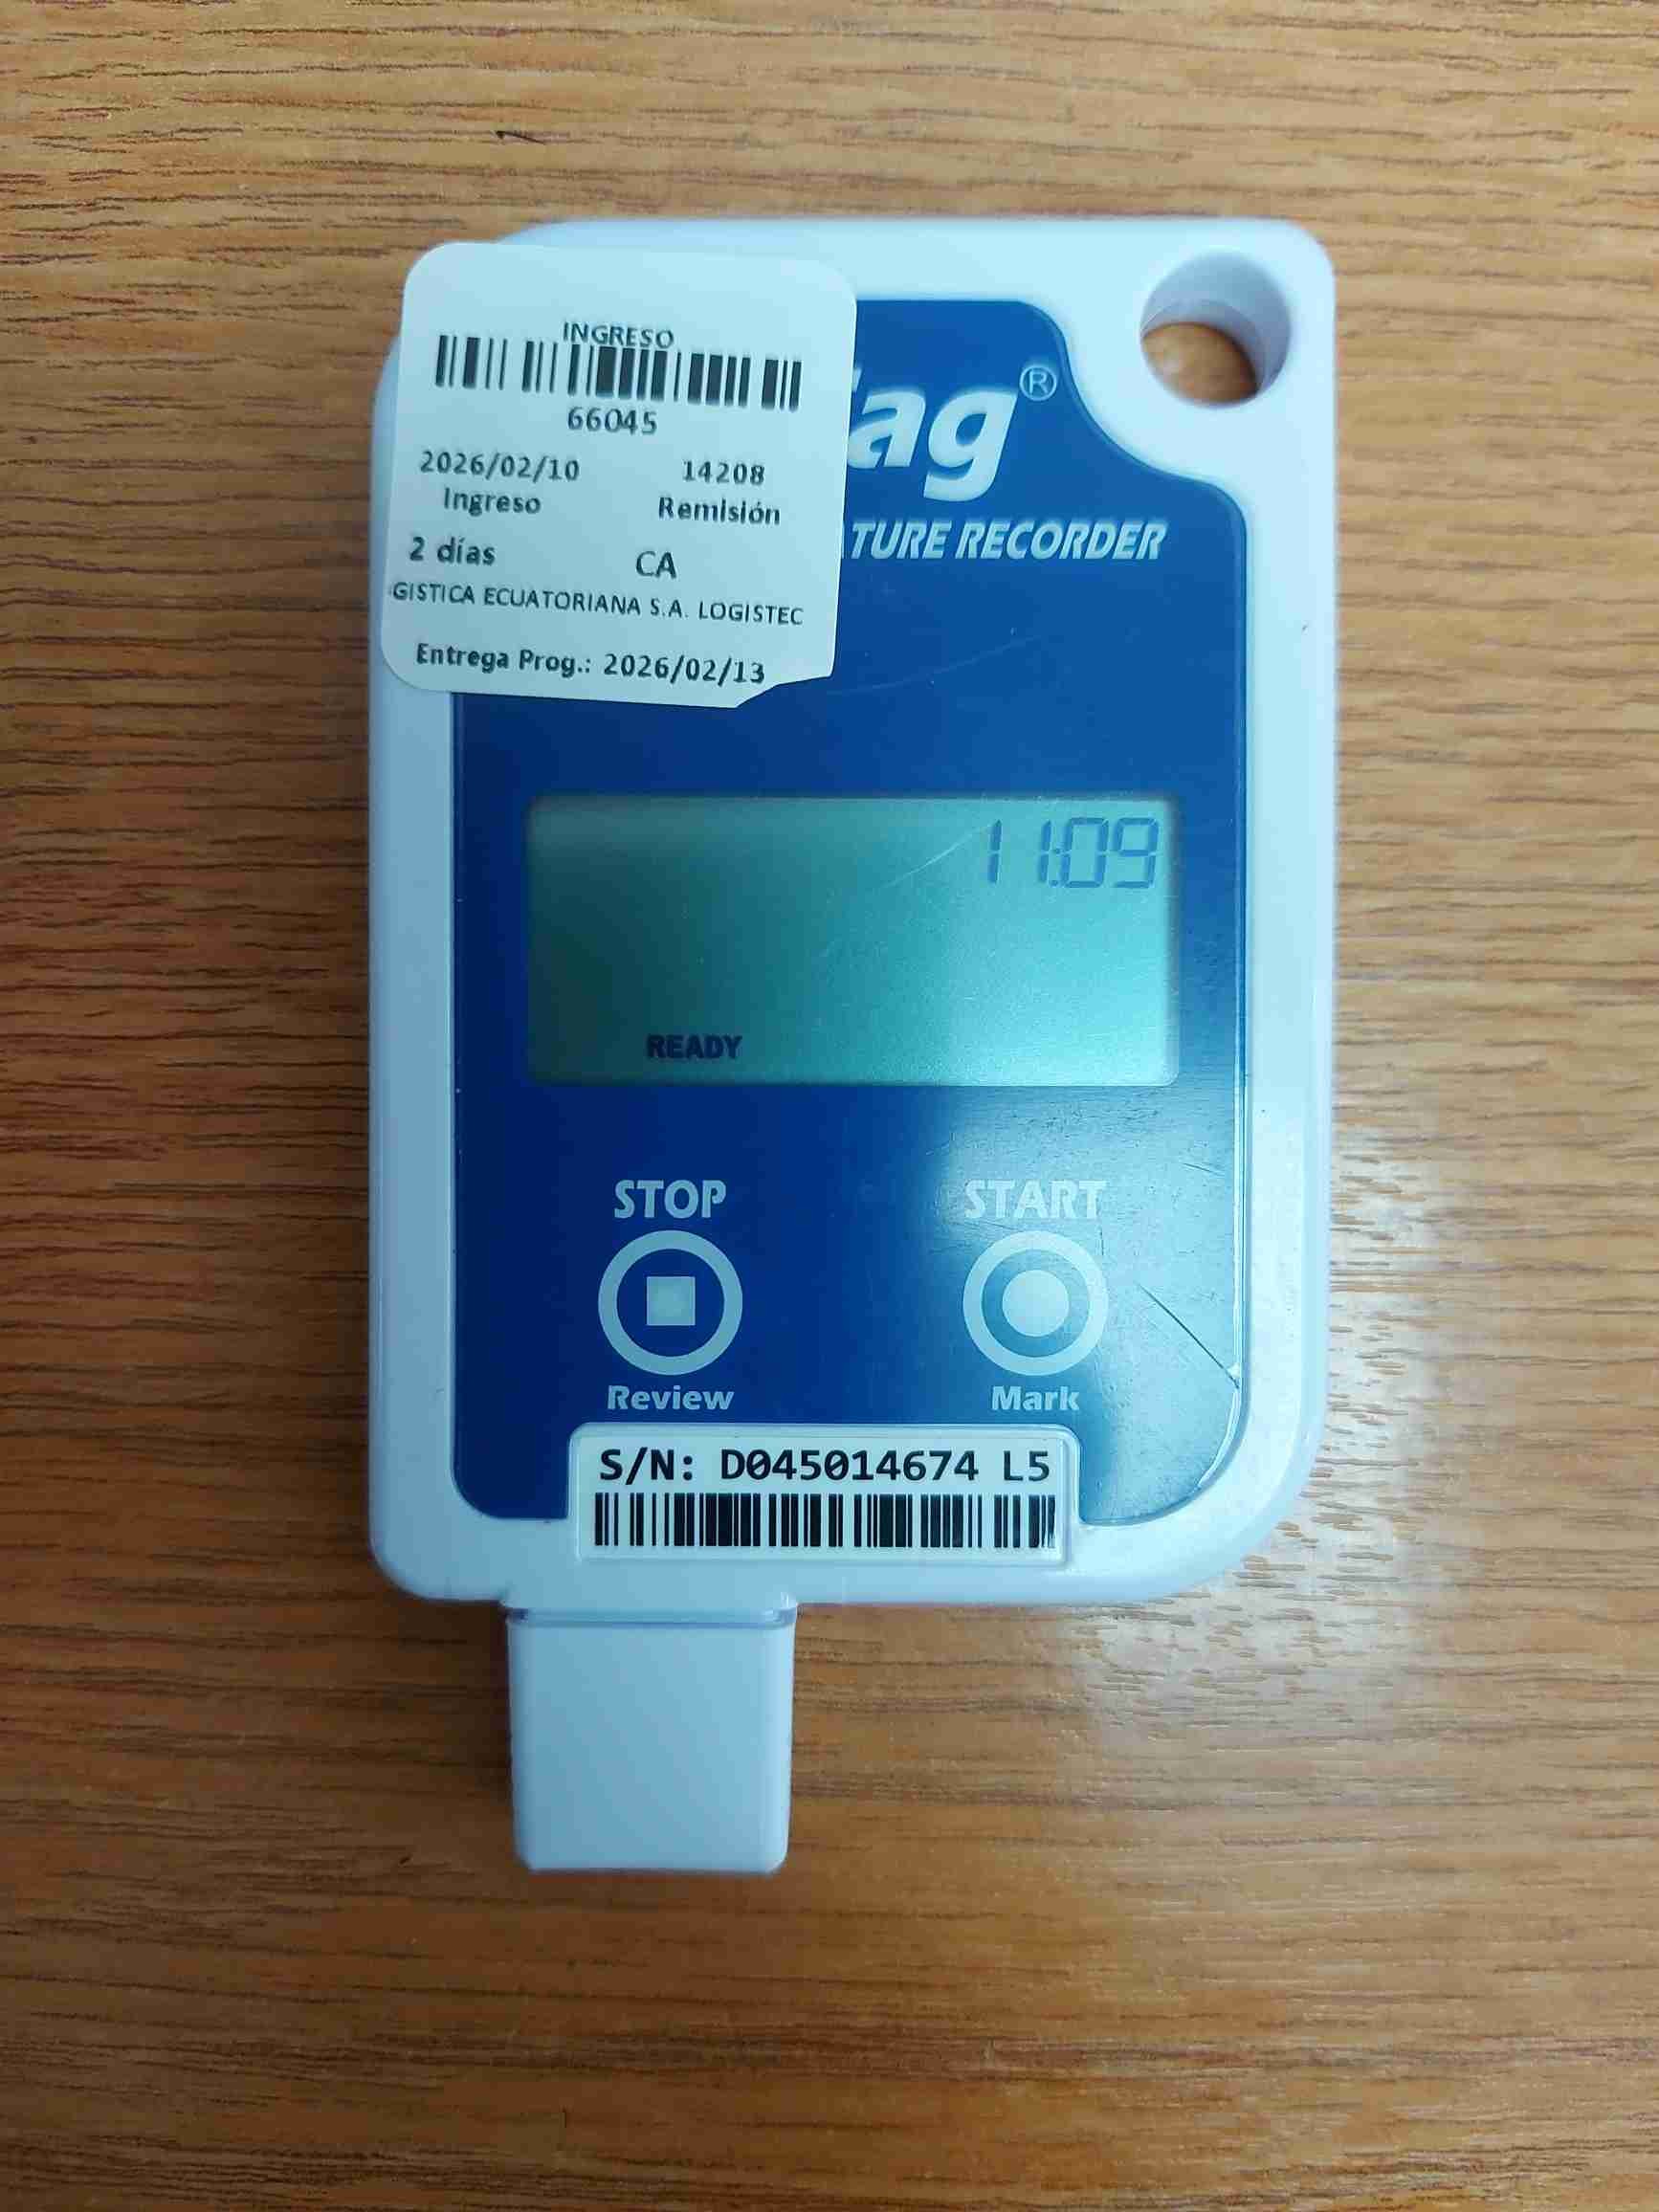 INGRESO
66045
2026/02/10 14208
Ingreso Remisión
2 días CA
GISTICA ECUATORIANA S.A. LOGISTEC
Entrega Prog.: 2026/02/13
ag®
TURE RECORDER
11:09
READY
STOP START
Review Mark
S/N: D045014674 L5